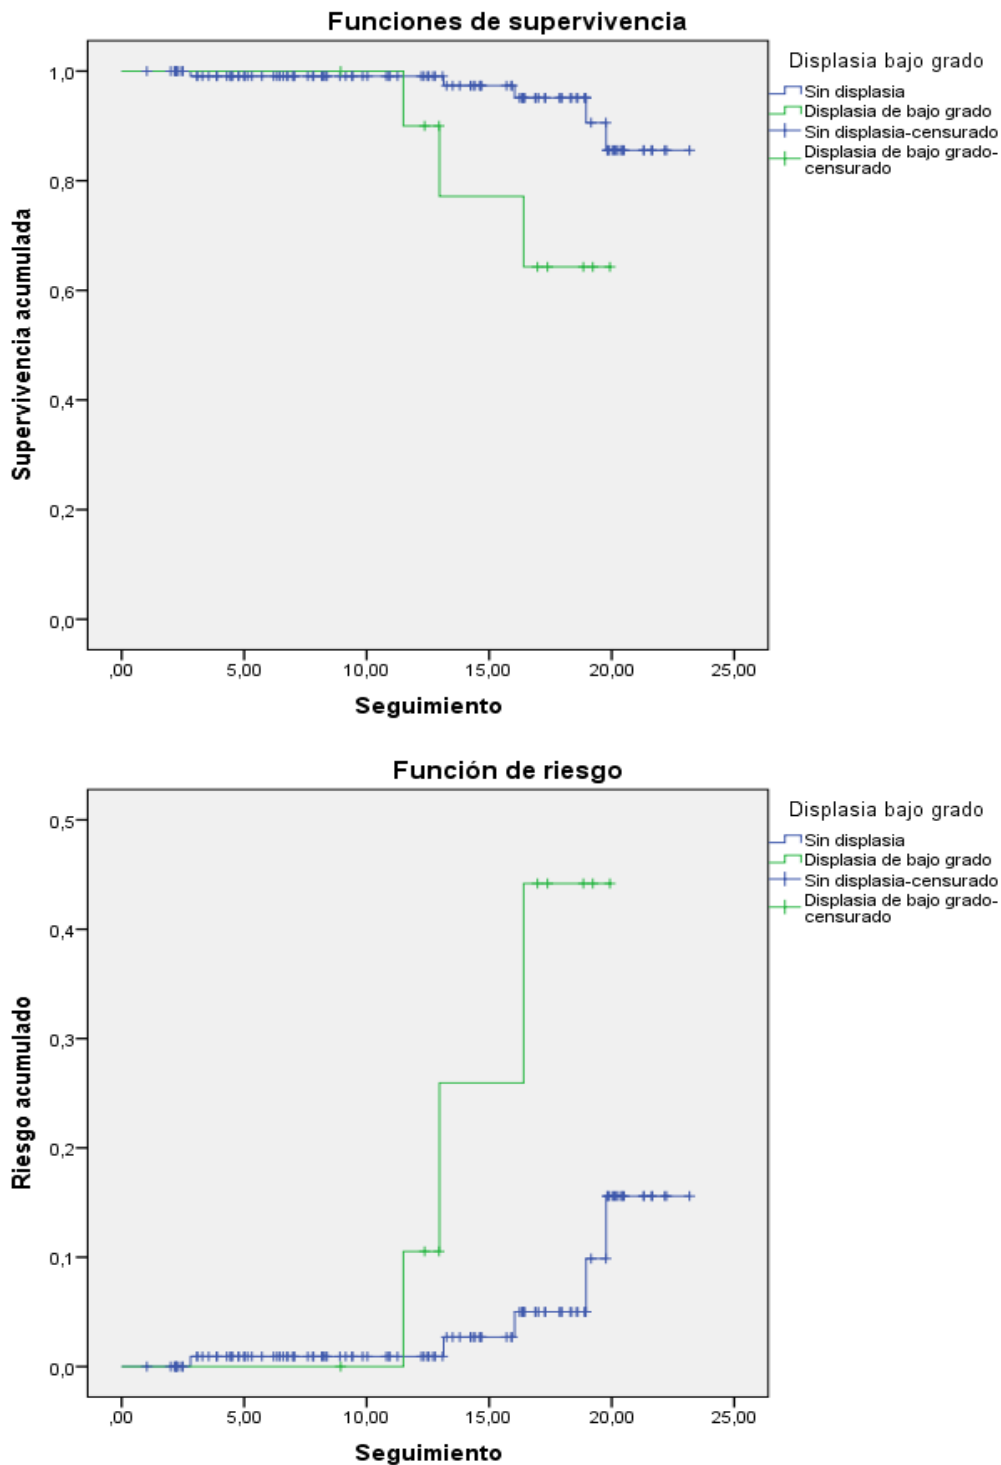 Funciones de supervivencia
Displasia bajo grado
Sin displasia
Displasia de bajo grado
Sin displasia-censurado
Displasia de bajo grado-
censurado
Supervivencia acumulada
1,0
0,8
0,6
0,4
0,2
0,0
,00 5,00 10,00 15,00 20,00 25,00
Seguimiento
Función de riesgo
Displasia bajo grado
Sin displasia
Displasia de bajo grado
Sin displasia-censurado
Displasia de bajo grado-
censurado
Riesgo acumulado
0,5
0,4
0,3
0,2
0,1
0,0
,00 5,00 10,00 15,00 20,00 25,00
Seguimiento